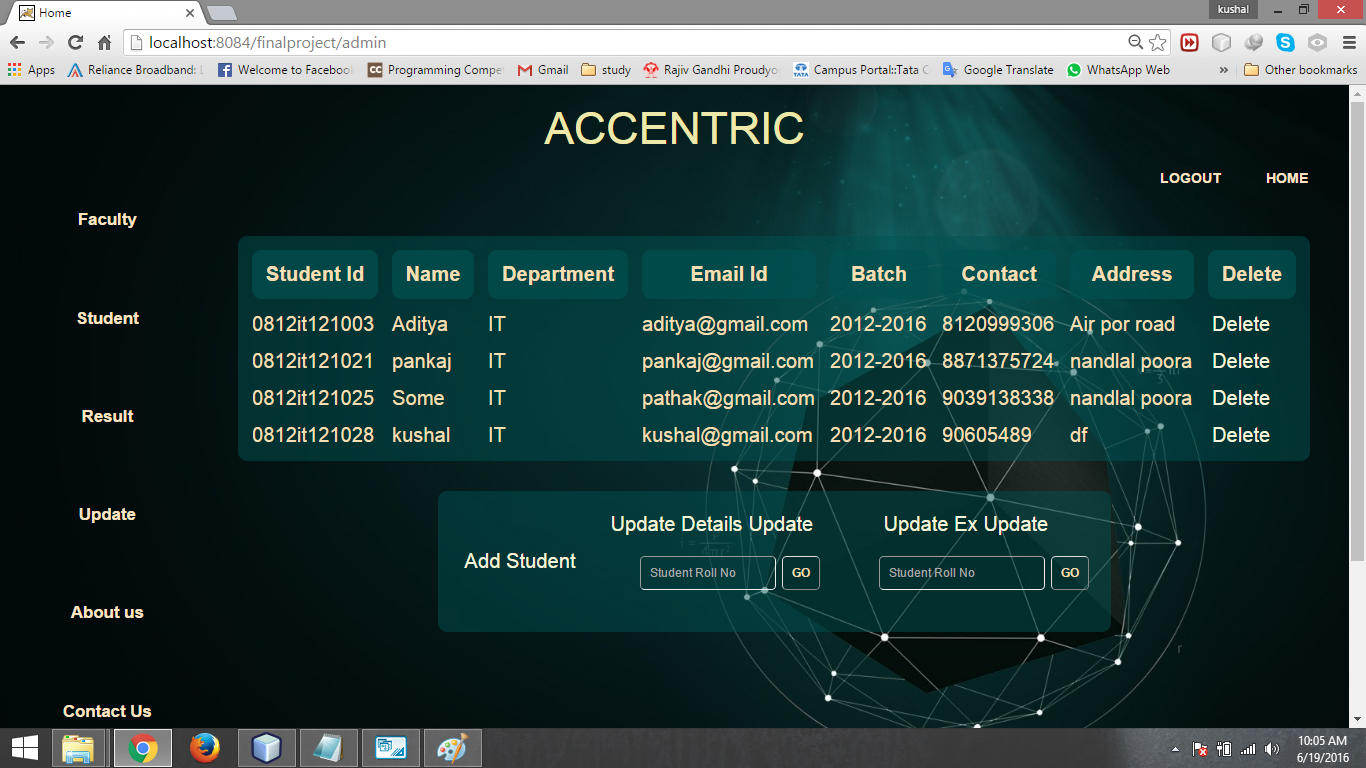 Home
kushal
localhost:8084/finalproject/admin
Apps Reliance Broadband: Welcome to Facebook Programming Compe Gmail study Rajiv Gandhi Proudyo Campus Portal::Tata C Google Translate WhatsApp Web » Other bookmarks
ACCENTRIC
LOGOUT HOME
Faculty
Student Id Name Department Email Id Batch Contact Address Delete
Student
0812it121003 Aditya IT aditya@gmail.com 2012-2016 8120999306 Air por road Delete
0812it121021 pankaj IT pankaj@gmail.com 2012-2016 8871375724 nandlal poora Delete
0812it121025 Some IT pathak@gmail.com 2012-2016 9039138338 nandlal poora Delete
Result
0812it121028 kushal IT kushal@gmail.com 2012-2016 90605489 df Delete
Update
Update Details Update Update Ex Update
Add Student
Student Roll No GO Student Roll No GO
About us
Contact Us
r
10:05 AM
6/19/2016